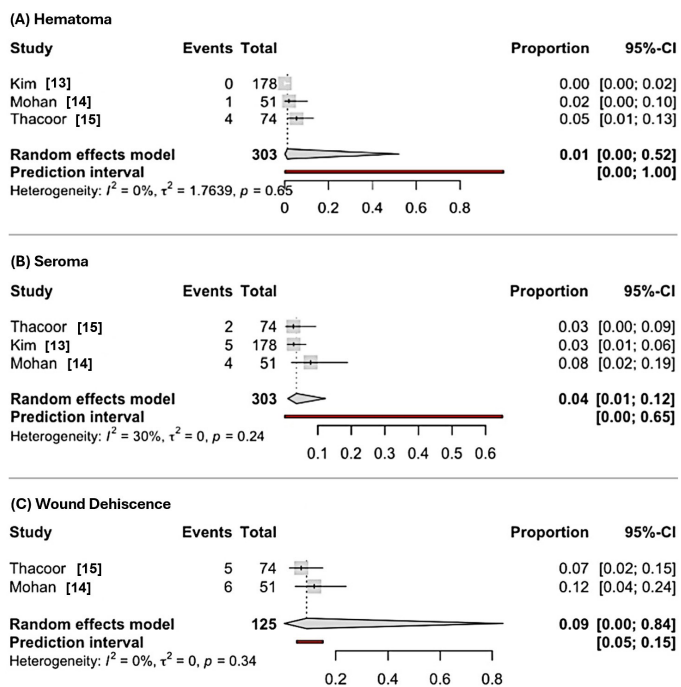 (A) Hematoma
Study Events Total Proportion 95%-CI
Kim [13] 0 178 0.00 [0.00; 0.02]
Mohan [14] 1 51 0.02 [0.00; 0.10]
Thacoor [15] 4 74 0.05 [0.01; 0.13]
Random effects model 303 0.01 [0.00; 0.52]
Prediction interval [0.00; 1.00]
Heterogeneity: I² = 0%, τ² = 1.7639, p = 0.65
0 0.2 0.4 0.6 0.8
(B) Seroma
Study Events Total Proportion 95%-CI
Thacoor [15] 2 74 0.03 [0.00; 0.09]
Kim [13] 5 178 0.03 [0.01; 0.06]
Mohan [14] 4 51 0.08 [0.02; 0.19]
Random effects model 303 0.04 [0.01; 0.12]
Prediction interval [0.00; 0.65]
Heterogeneity: I² = 30%, τ² = 0, p = 0.24
0.1 0.2 0.3 0.4 0.5 0.6
(C) Wound Dehiscence
Study Events Total Proportion 95%-CI
Thacoor [15] 5 74 0.07 [0.02; 0.15]
Mohan [14] 6 51 0.12 [0.04; 0.24]
Random effects model 125 0.09 [0.00; 0.84]
Prediction interval [0.05; 0.15]
Heterogeneity: I² = 0%, τ² = 0, p = 0.34
0.2 0.4 0.6 0.8